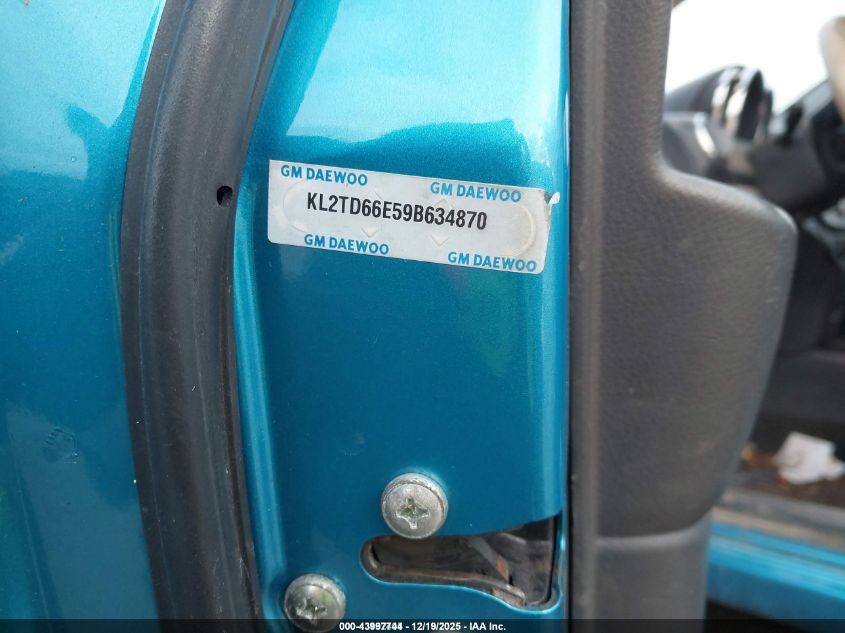 GM DAEWOO
GM DAEWOO
KL2TD66E59B634870
GM DAEWOO
GM DAEWOO
12/19/2025 - IAA Inc.